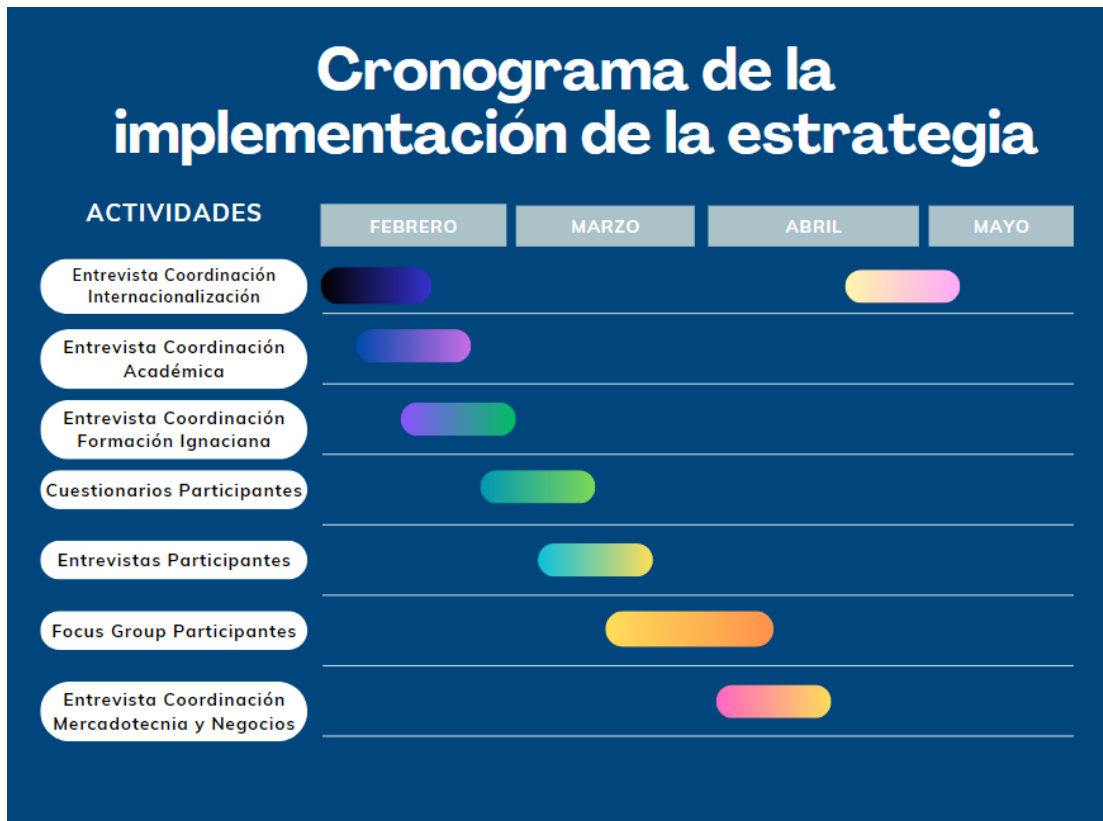 Cronograma de la
implementación de la estrategia
ACTIVIDADES
FEBRERO
MARZO
ABRIL
MAYO
Entrevista Coordinación
Internacionalización
Entrevista Coordinación
Académica
Entrevista Coordinación
Formación Ignaciana
Cuestionarios Participantes
Entrevistas Participantes
Focus Group Participantes
Entrevista Coordinación
Mercadotecnia y Negocios